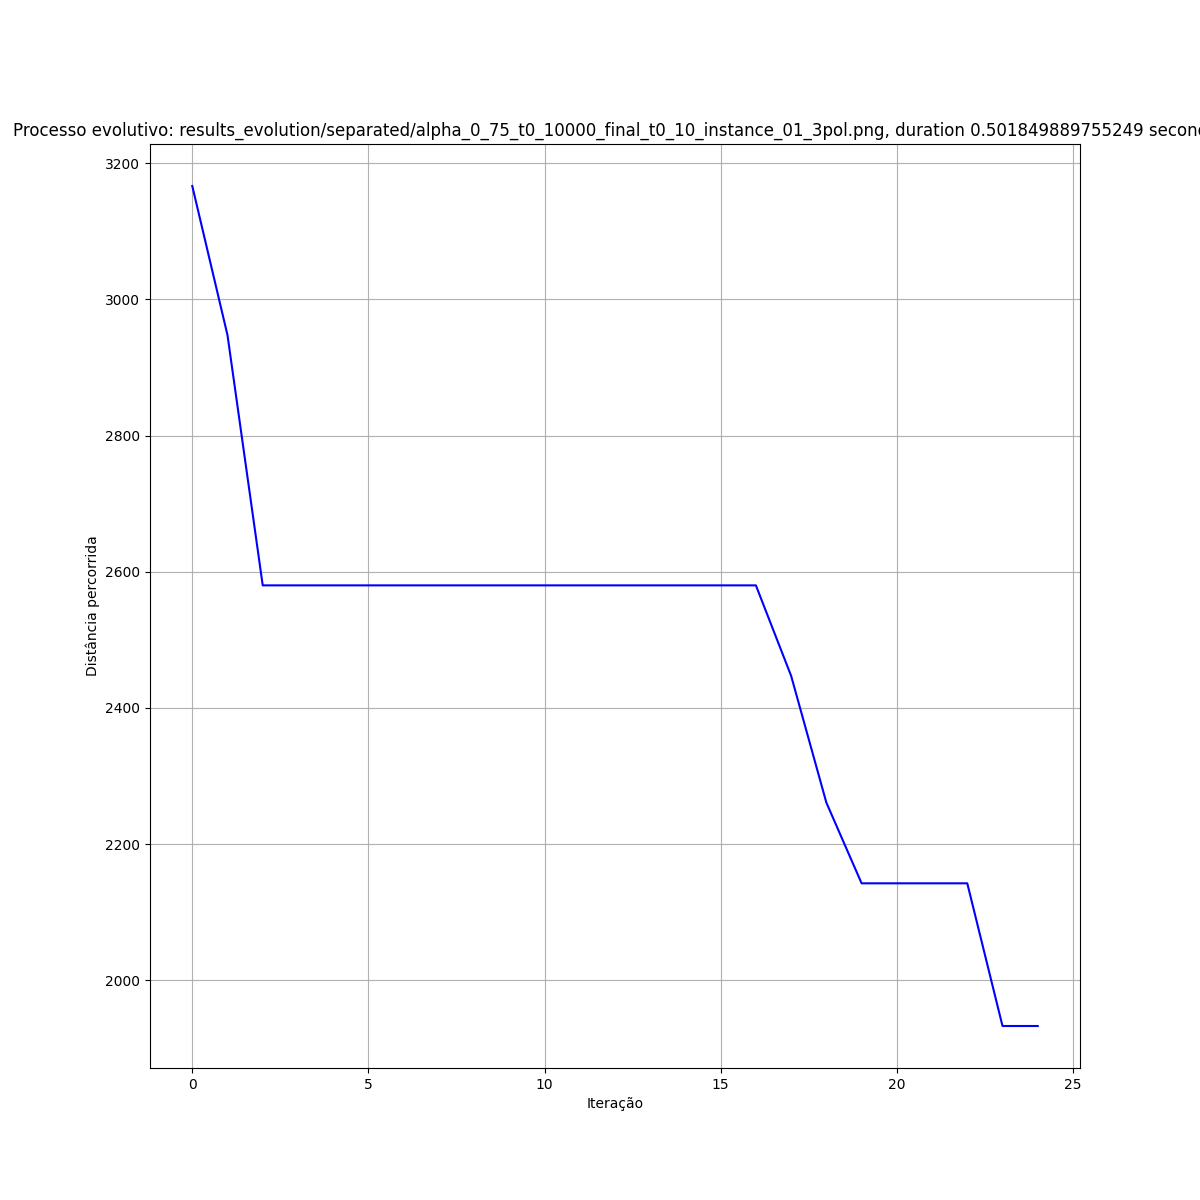 Processo evolutivo: results_evolution/separated/alpha_0_75_t0_10000_final_t0_10_instance_01_3pol.png, duration 0.501849889755249
3200
3000
2800
2600
2400
2200
2000
Distância percorrida
0 5 10 15 20 25
Iteração